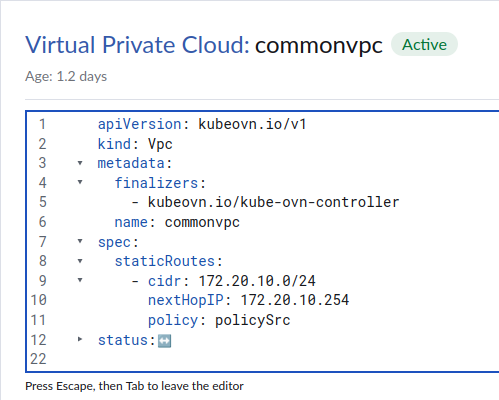 Virtual Private Cloud: commonvpc Active
Age: 1.2 days
1 apiVersion: kubeovn.io/v1
2 kind: Vpc
3 metadata:
4 finalizers:
5 - kubeovn.io/kube-ovn-controller
6 name: commonvpc
7 spec:
8 staticRoutes:
9 - cidr: 172.20.10.0/24
10 nextHopIP: 172.20.10.254
11 policy: policySrc
12 status:
22
Press Escape, then Tab to leave the editor